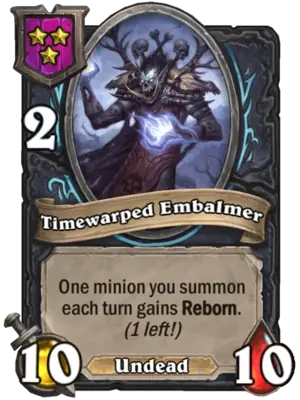 2
Timewarped Embalmer
One minion you summon
each turn gains Reborn.
(1 left!)
10
Undead
10